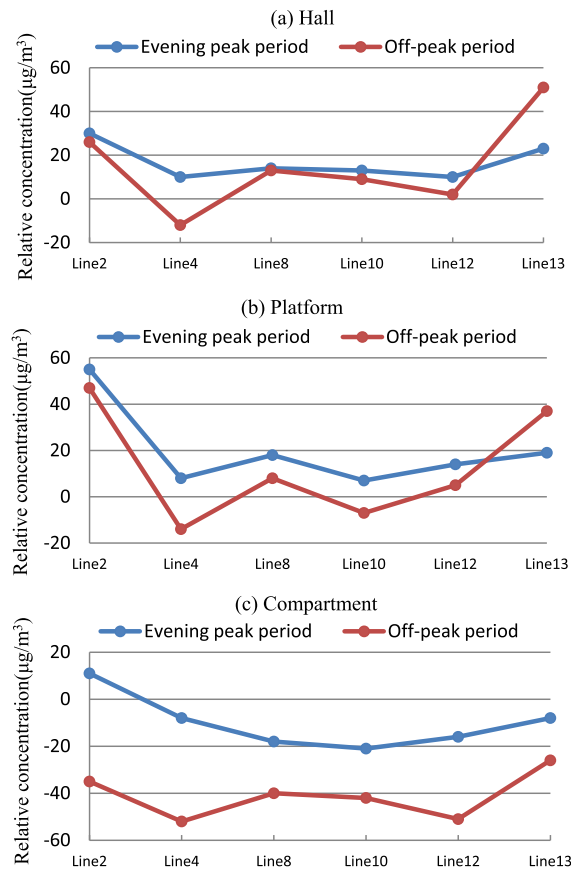 (a) Hall
Evening peak period Off-peak period
Relative concentration(μg/m³)
60
40
20
0
-20
Line2 Line4 Line8 Line10 Line12 Line13
(b) Platform
Evening peak period Off-peak period
Relative concentration(μg/m³)
60
40
20
0
-20
Line2 Line4 Line8 Line10 Line12 Line13
(c) Compartment
Evening peak period Off-peak period
Relative concentration(μg/m³)
20
0
-20
-40
-60
Line2 Line4 Line8 Line10 Line12 Line13